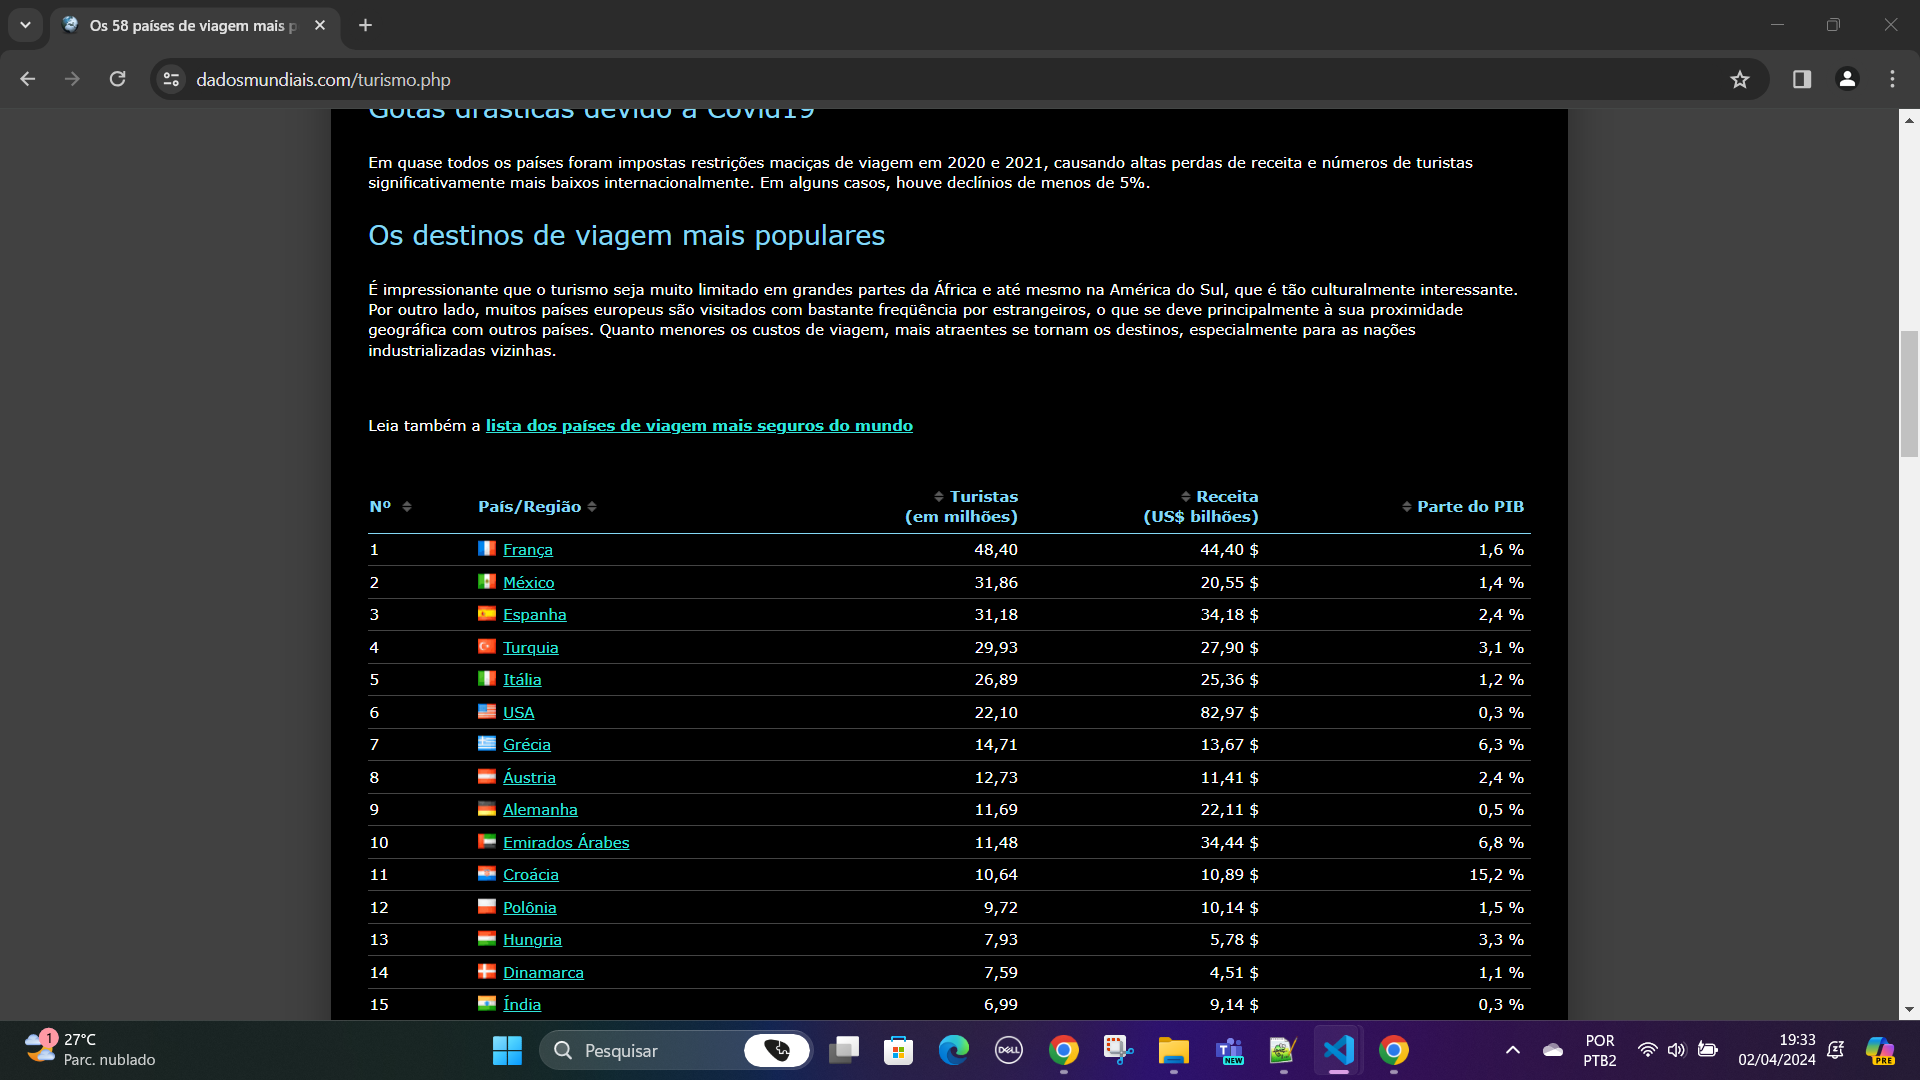 Os 58 países de viagem mais p
dadosmundiais.com/turismo.php
Gotas drásticas devido a Covid19
Em quase todos os países foram impostas restrições maciças de viagem em 2020 e 2021, causando altas perdas de receita e números de turistas
significativamente mais baixos internacionalmente. Em alguns casos, houve declínios de menos de 5%.
Os destinos de viagem mais populares
É impressionante que o turismo seja muito limitado em grandes partes da África e até mesmo na América do Sul, que é tão culturalmente interessante.
Por outro lado, muitos países europeus são visitados com bastante freqüência por estrangeiros, o que se deve principalmente à sua proximidade
geográfica com outros países. Quanto menores os custos de viagem, mais atraentes se tornam os destinos, especialmente para as nações
industrializadas vizinhas.
Leia também a lista dos países de viagem mais seguros do mundo
Nº País/Região Turistas (em milhões) Receita (US$ bilhões) Parte do PIB
1 França 48,40 44,40 $ 1,6 %
2 México 31,86 20,55 $ 1,4 %
3 Espanha 31,18 34,18 $ 2,4 %
4 Turquia 29,93 27,90 $ 3,1 %
5 Itália 26,89 25,36 $ 1,2 %
6 USA 22,10 82,97 $ 0,3 %
7 Grécia 14,71 13,67 $ 6,3 %
8 Áustria 12,73 11,41 $ 2,4 %
9 Alemanha 11,69 22,11 $ 0,5 %
10 Emirados Árabes 11,48 34,44 $ 6,8 %
11 Croácia 10,64 10,89 $ 15,2 %
12 Polônia 9,72 10,14 $ 1,5 %
13 Hungria 7,93 5,78 $ 3,3 %
14 Dinamarca 7,59 4,51 $ 1,1 %
15 Índia 6,99 9,14 $ 0,3 %
1
27°C
Parc. nublado
Pesquisar
DELL
NEW
POR
PTB2
19:33
02/04/2024
PRE